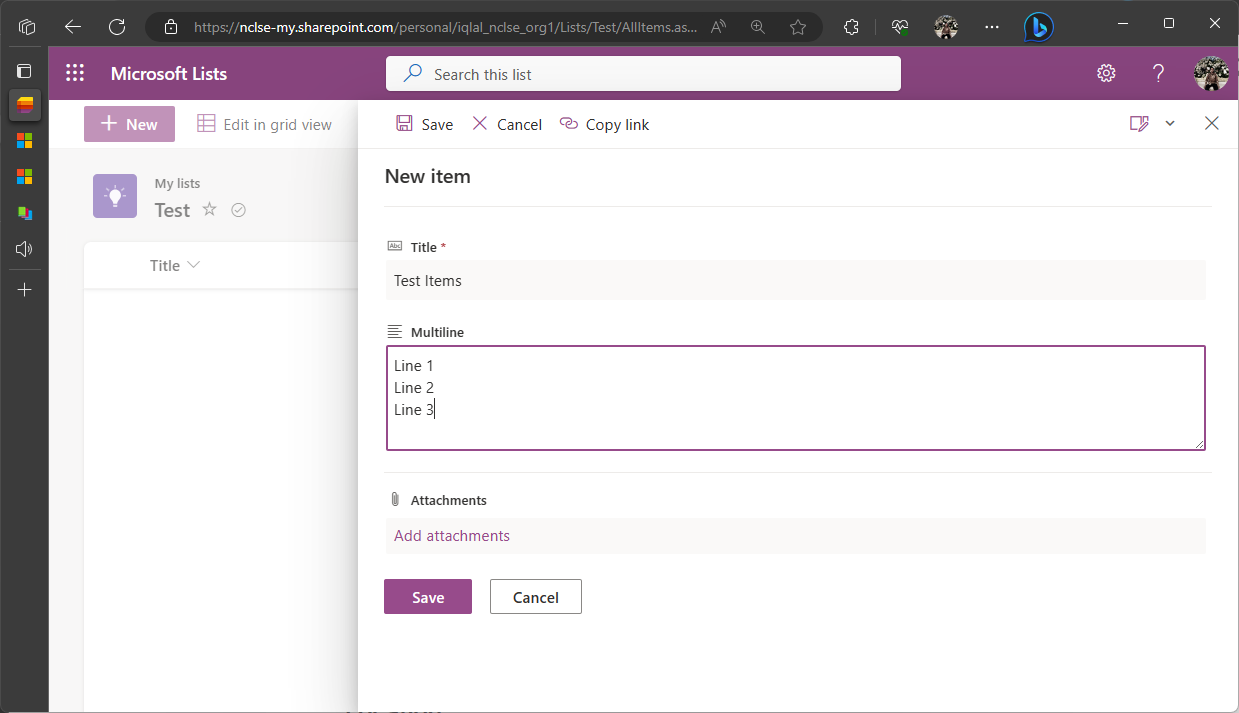 https://nclse-my.sharepoint.com/personal/iqlal_nclse_org1/Lists/Test/AllItems.as...
Microsoft Lists
Search this list
New
Edit in grid view
Save
Cancel
Copy link
My lists
Test
Title
New item
Abc Title *
Test Items
Multiline
Line 1
Line 2
Line 3
Attachments
Add attachments
Save
Cancel